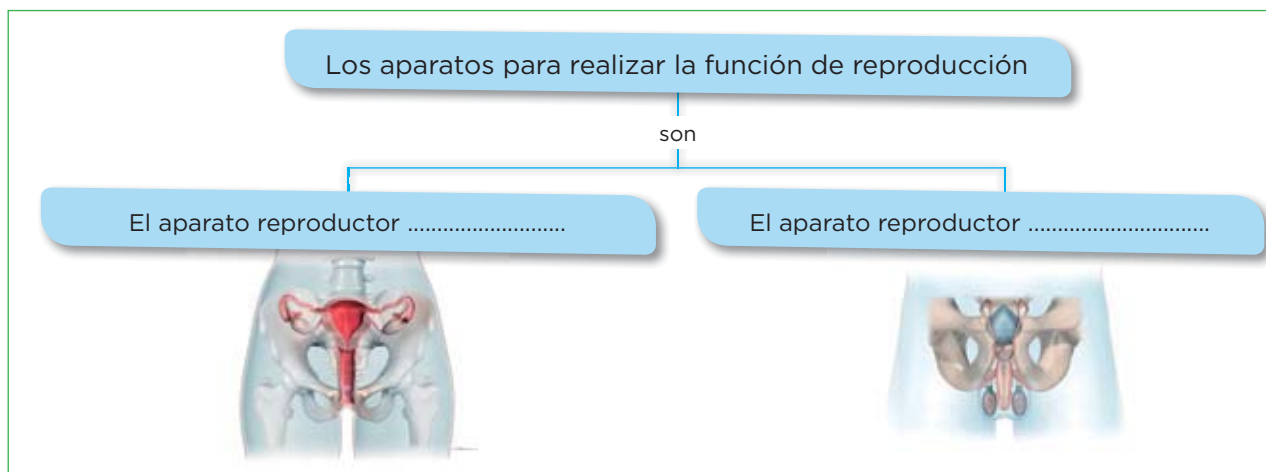 Los aparatos para realizar la función de reproducción
son
El aparato reproductor ...........................
El aparato reproductor ...............................